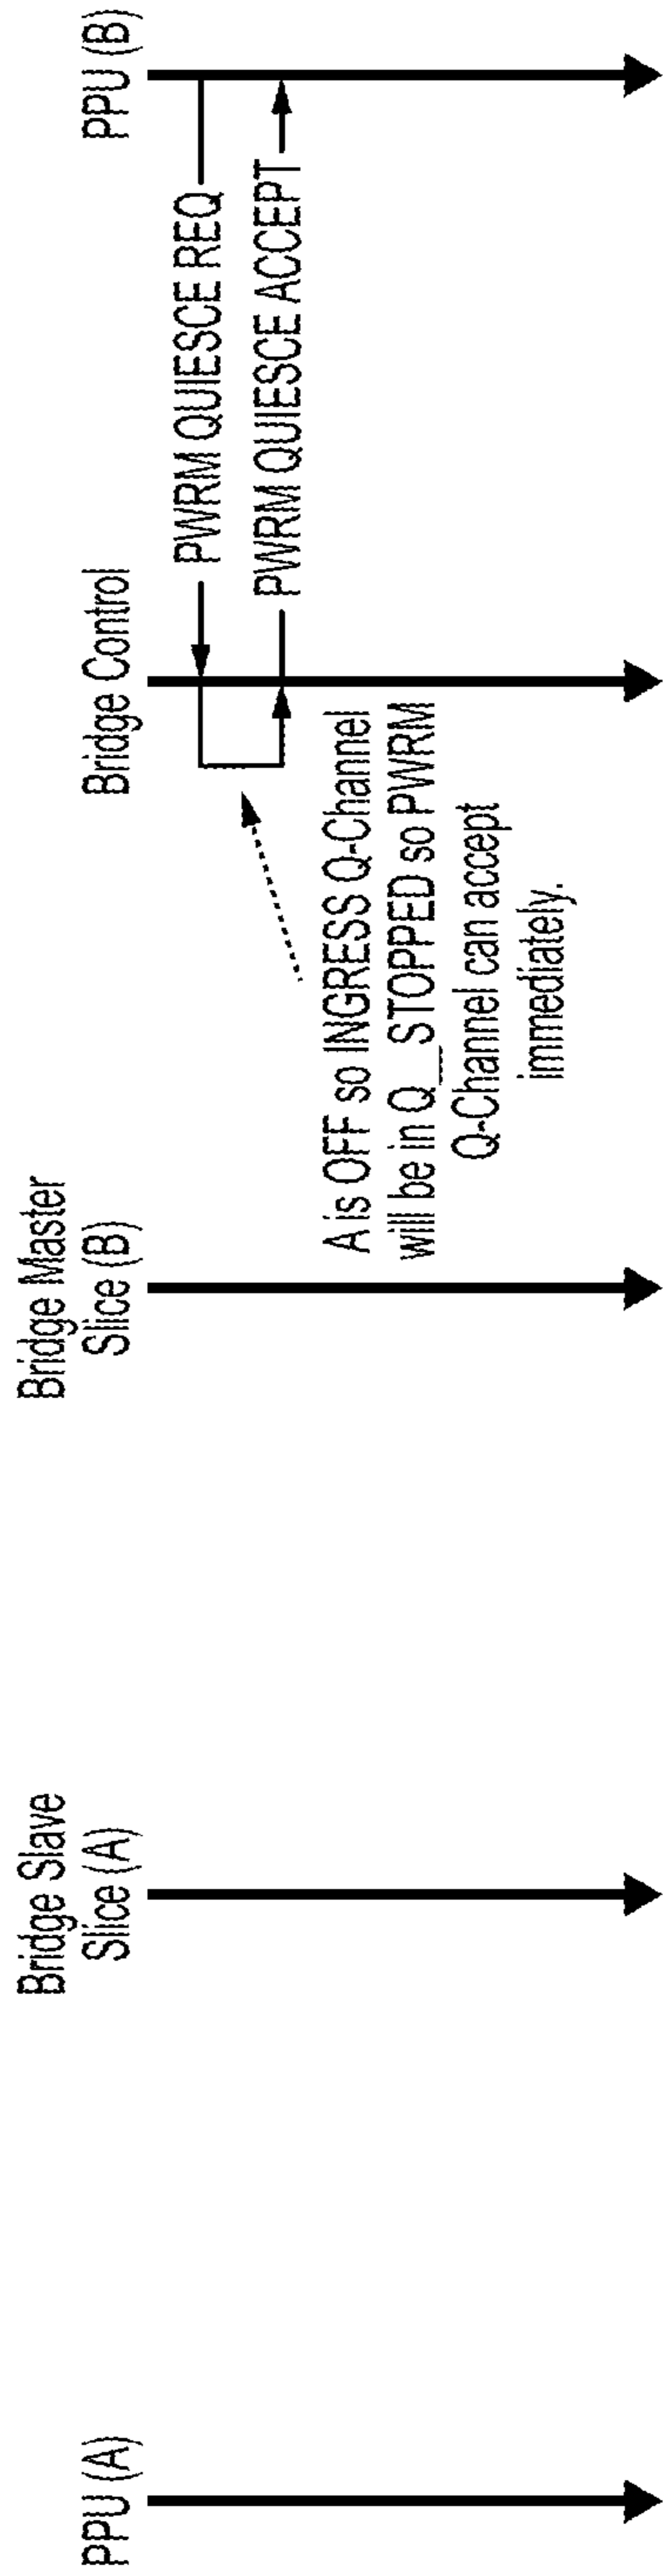 PPU (A)
Bridge Slave
Slice (A)
Bridge Master
Slice (B)
Bridge Control
PPU (B)
PWRM QUIESCE REQ
PWRM QUIESCE ACCEPT
A is OFF so INGRESS Q-Channel
will be in Q_STOPPED so PWRM
Q-Channel can accept
immediately.